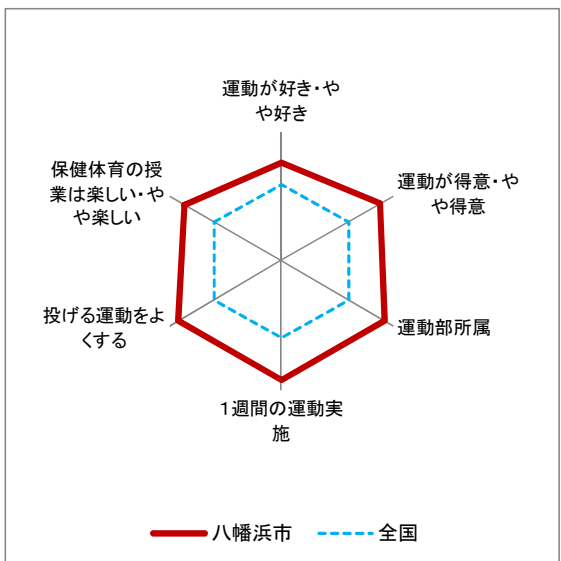 運動が好き・や
や好き
運動が得意・や
や得意
運動部所属
1週間の運動実
施
投げる運動をよ
くする
保健体育の授
業は楽しい・や
や楽しい
八幡浜市
全国